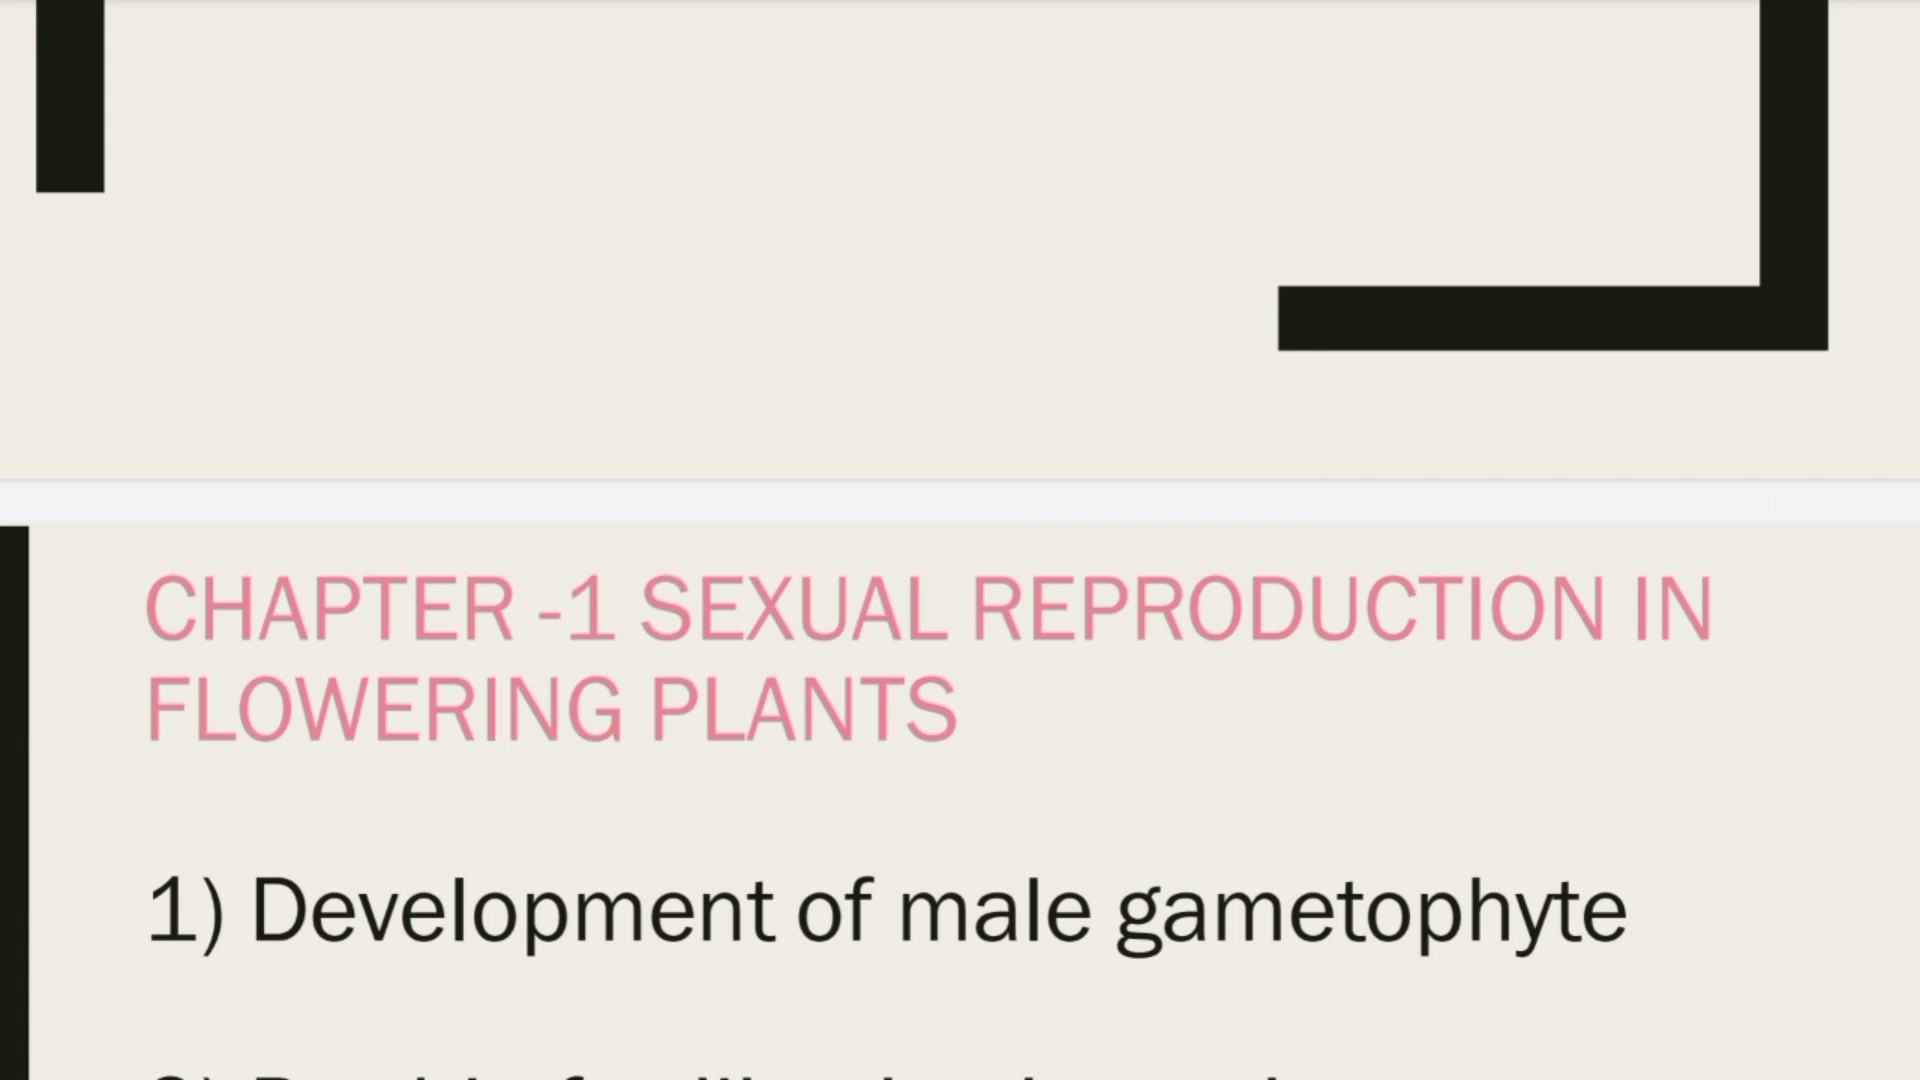 CHAPTER -1 SEXUAL REPRODUCTION IN
FLOWERING PLANTS
1) Development of male gametophyte